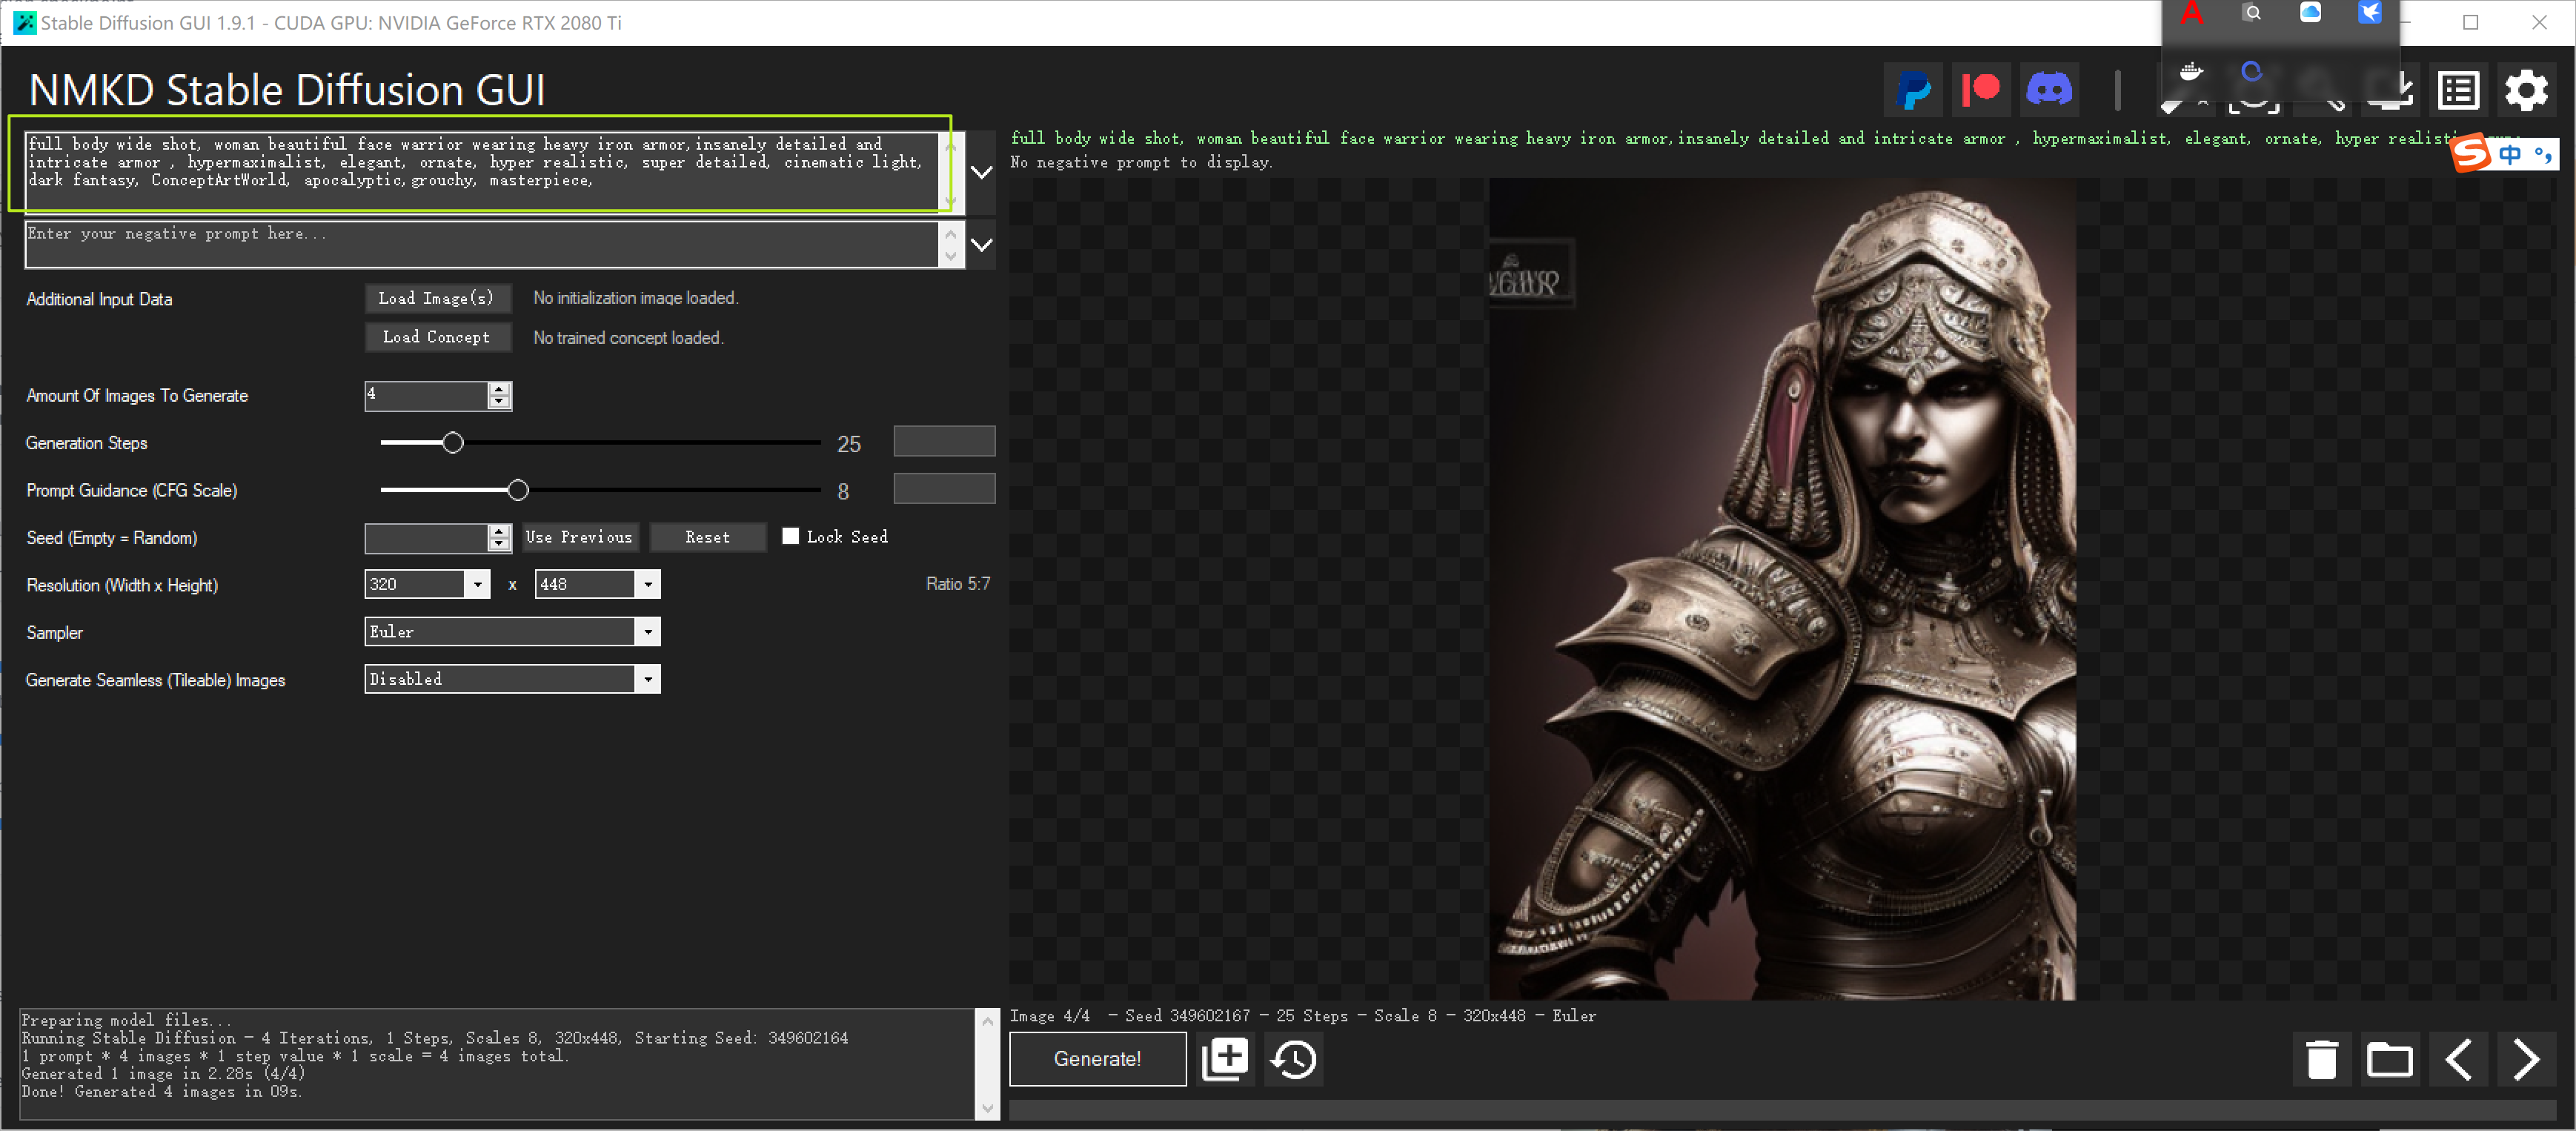 Stable Diffusion GUI 1.9.1 - CUDA GPU: NVIDIA GeForce RTX 2080 Ti
NMKD Stable Diffusion GUI
full body wide shot, woman beautiful face warrior wearing heavy iron armor,insanely detailed and
intricate armor , hypermaximalist, elegant, ornate, hyper realistic, super detailed, cinematic light,
dark fantasy, ConceptArtWorld, apocalyptic,grouchy, masterpiece,
Enter your negative prompt here...
Additional Input Data
Load Image(s)
No initialization image loaded.
Load Concept
No trained concept loaded.
Amount Of Images To Generate
4
Generation Steps
25
Prompt Guidance (CFG Scale)
8
Seed (Empty = Random)
Use Previous
Reset
Lock Seed
Resolution (Width x Height)
320
x
448
Ratio 5:7
Sampler
Euler
Generate Seamless (Tileable) Images
Disabled
Preparing model files...
Running Stable Diffusion - 4 Iterations, 1 Steps, Scales 8, 320x448, Starting Seed: 349602164
1 prompt * 4 images * 1 step value * 1 scale = 4 images total.
Generated 1 image in 2.28s (4/4)
Done! Generated 4 images in 09s.
full body wide shot, woman beautiful face warrior wearing heavy iron armor,insanely detailed and intricate armor , hypermaximalist, elegant, ornate, hyper
No negative prompt to display.
中
Image 4/4 - Seed 349602167 - 25 Steps - Scale 8 - 320x448 - Euler
Generate!